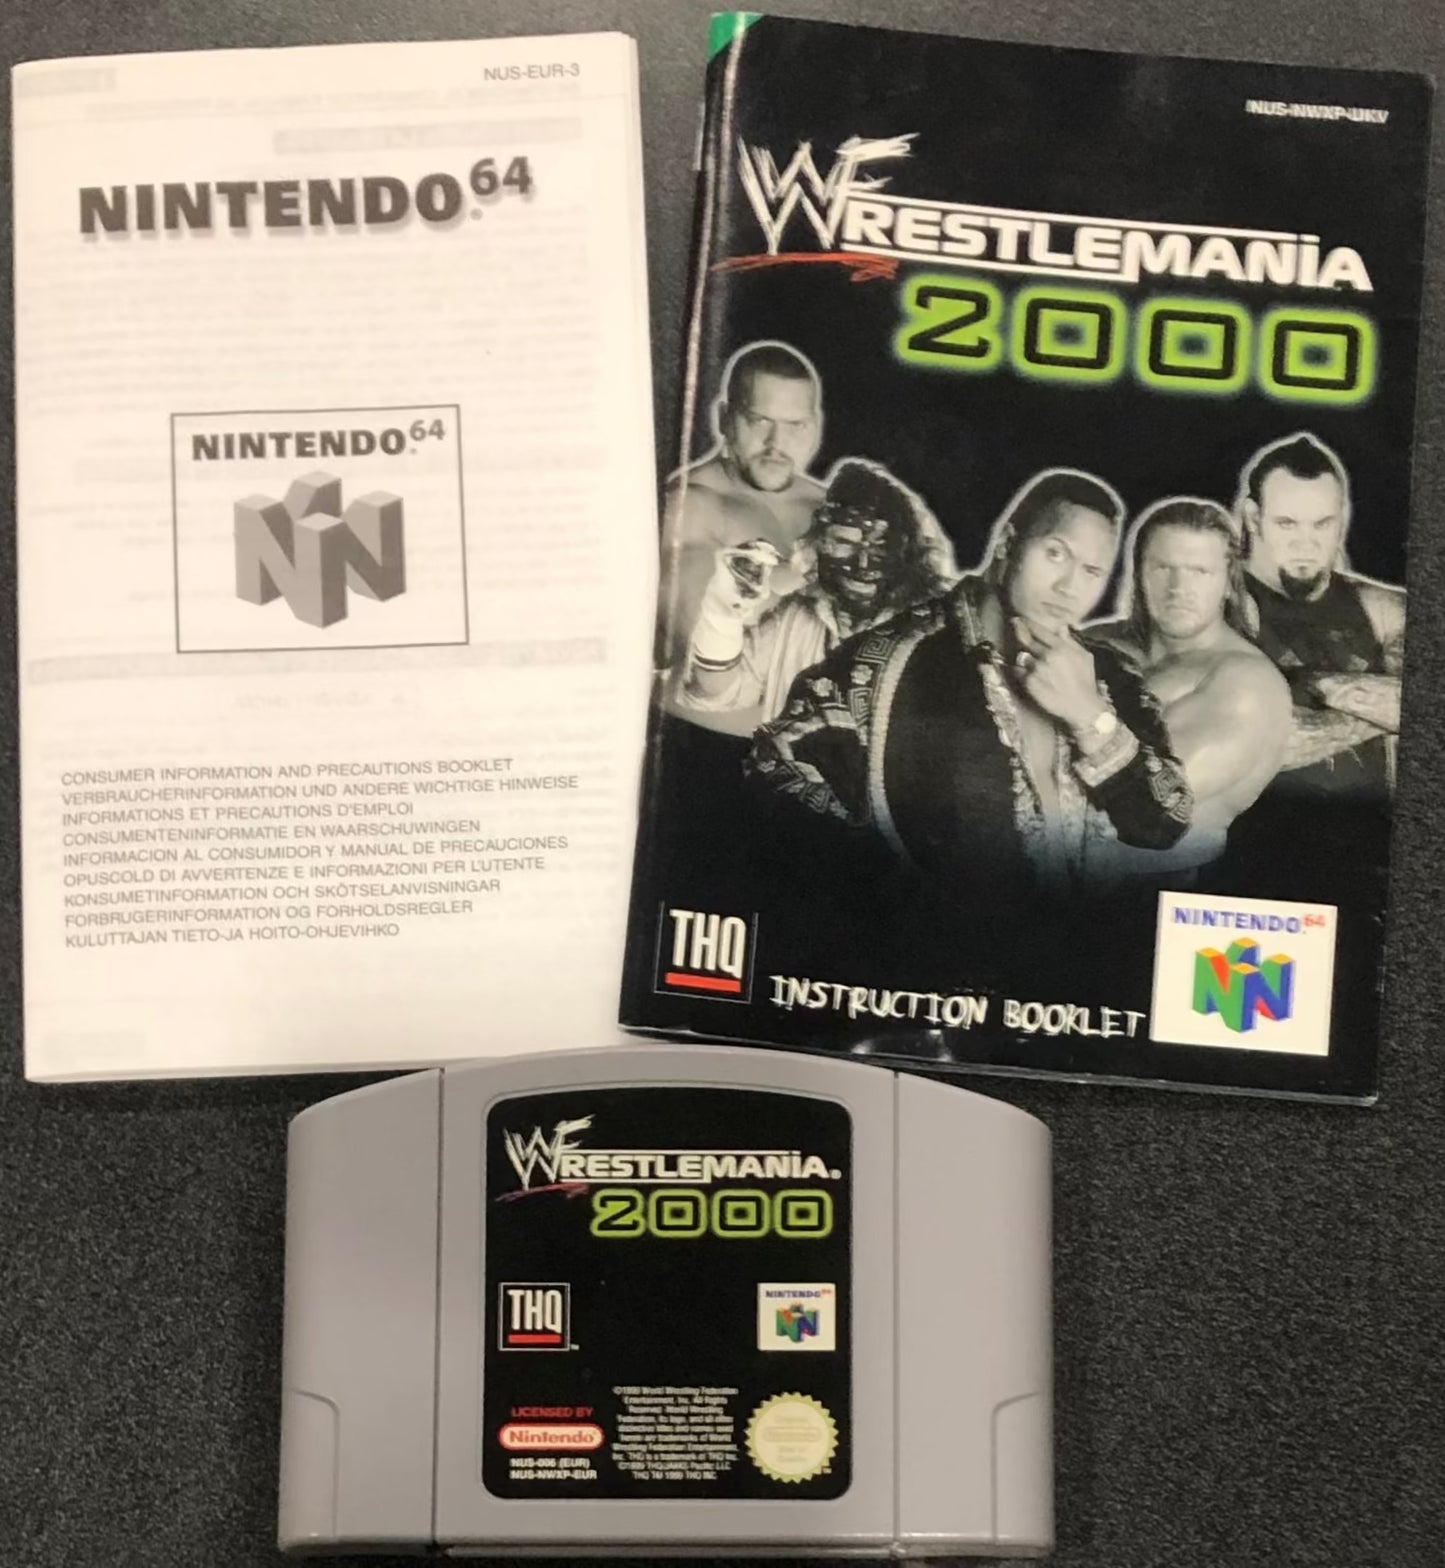 NUS-EUR-3
NINTENDO64
NINTENDO64
CONSUMER INFORMATION AND PRECAUTIONS BOOKLET
VERBRAUCHERINFORMATION UND ANDERE WICHTIGE HINWEISE
INFORMATIONS ET PRECAUTIONS D'EMPLOI
CONSUMENTENINFORMATIE EN WAARSCHUWINGEN
INFORMACION AL CONSUMIDOR Y MANUAL DE PRECAUCIONES
OPUSCOLO DI AVVERTENZE E INFORMAZIONI PER L'UTENTE
KONSUMETINFORMATION OCH SKÖTSELANVISNINGAR
FORBRUGERINFORMATION OG FORHOLDSREGLER
KULUTTAJAN TIETO-JA HOITO-OHJEVIHKO
NUS-NWXP-UKV
WF WRESTLEMANIA
2000
THQ
INSTRUCTION BOOKLET
NINTENDO64
WF WRESTLEMANIA
2000
THQ
NINTENDO64
LICENSED BY
Nintendo
NUS-006 (EUR)
NUS-NWXP-EUR